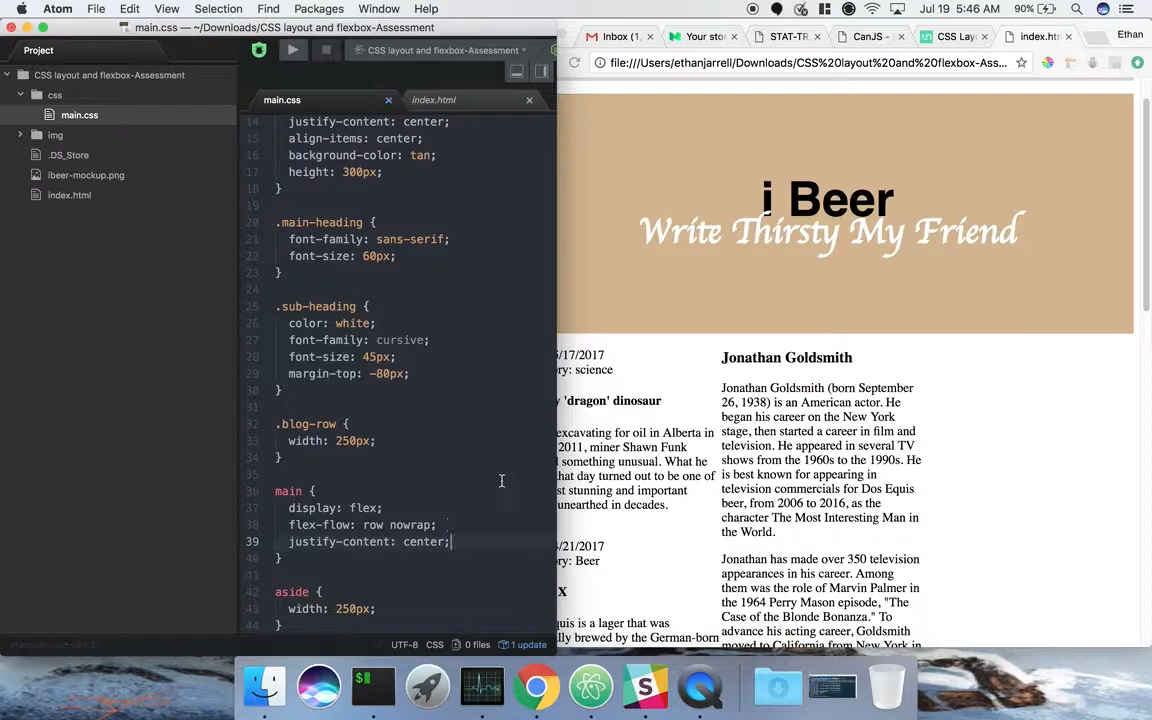 Atom File Edit View Selection Find Packages Window Help
90% Jul 19 5:46 AM
main.css — ~/Downloads/CSS layout and flexbox-Assessment
Project
CSS layout and flexbox-Assessment
css
main.css
img
.DS_Store
ibeer-mockup.png
index.html
CSS layout and flexbox-Assessment
main.css
index.html
14 justify-content: center;
15 align-items: center;
16 background-color: tan;
17 height: 300px;
18 }
19
20 .main-heading {
21 font-family: sans-serif;
22 font-size: 60px;
23 }
24
25 .sub-heading {
26 color: white;
27 font-family: cursive;
28 font-size: 45px;
29 margin-top: -80px;
30 }
31
32 .blog-row {
33 width: 250px;
34 }
35
36 main {
37 display: flex;
38 flex-flow: row nowrap;
39 justify-content: center;
40 }
41
42 aside {
43 width: 250px;
44 }
UTF-8 CSS 0 files 1 update
Inbox (1, Your stor STAT-TR CanJS - CSS Lay index.htm Ethan
file:///Users/ethanjarrell/Downloads/CSS%20layout%20and%20flexbox-Ass...
i Beer
Write Thirsty My Friend
/17/2017
ry: science
'dragon' dinosaur
excavating for oil in Alberta in
2011, miner Shawn Funk
something unusual. What he
that day turned out to be one of
st stunning and important
unearthed in decades.
/21/2017
ry: Beer
X
quis is a lager that was
lly brewed by the German-born
Jonathan Goldsmith
Jonathan Goldsmith (born September
26, 1938) is an American actor. He
began his career on the New York
stage, then started a career in film and
television. He appeared in several TV
shows from the 1960s to the 1990s. He
is best known for appearing in
television commercials for Dos Equis
beer, from 2006 to 2016, as the
character The Most Interesting Man in
the World.
Jonathan has made over 350 television
appearances in his career. Among
them was the role of Marvin Palmer in
the 1964 Perry Mason episode, "The
Case of the Blonde Bonanza." To
advance his acting career, Goldsmith
moved to California from New York in